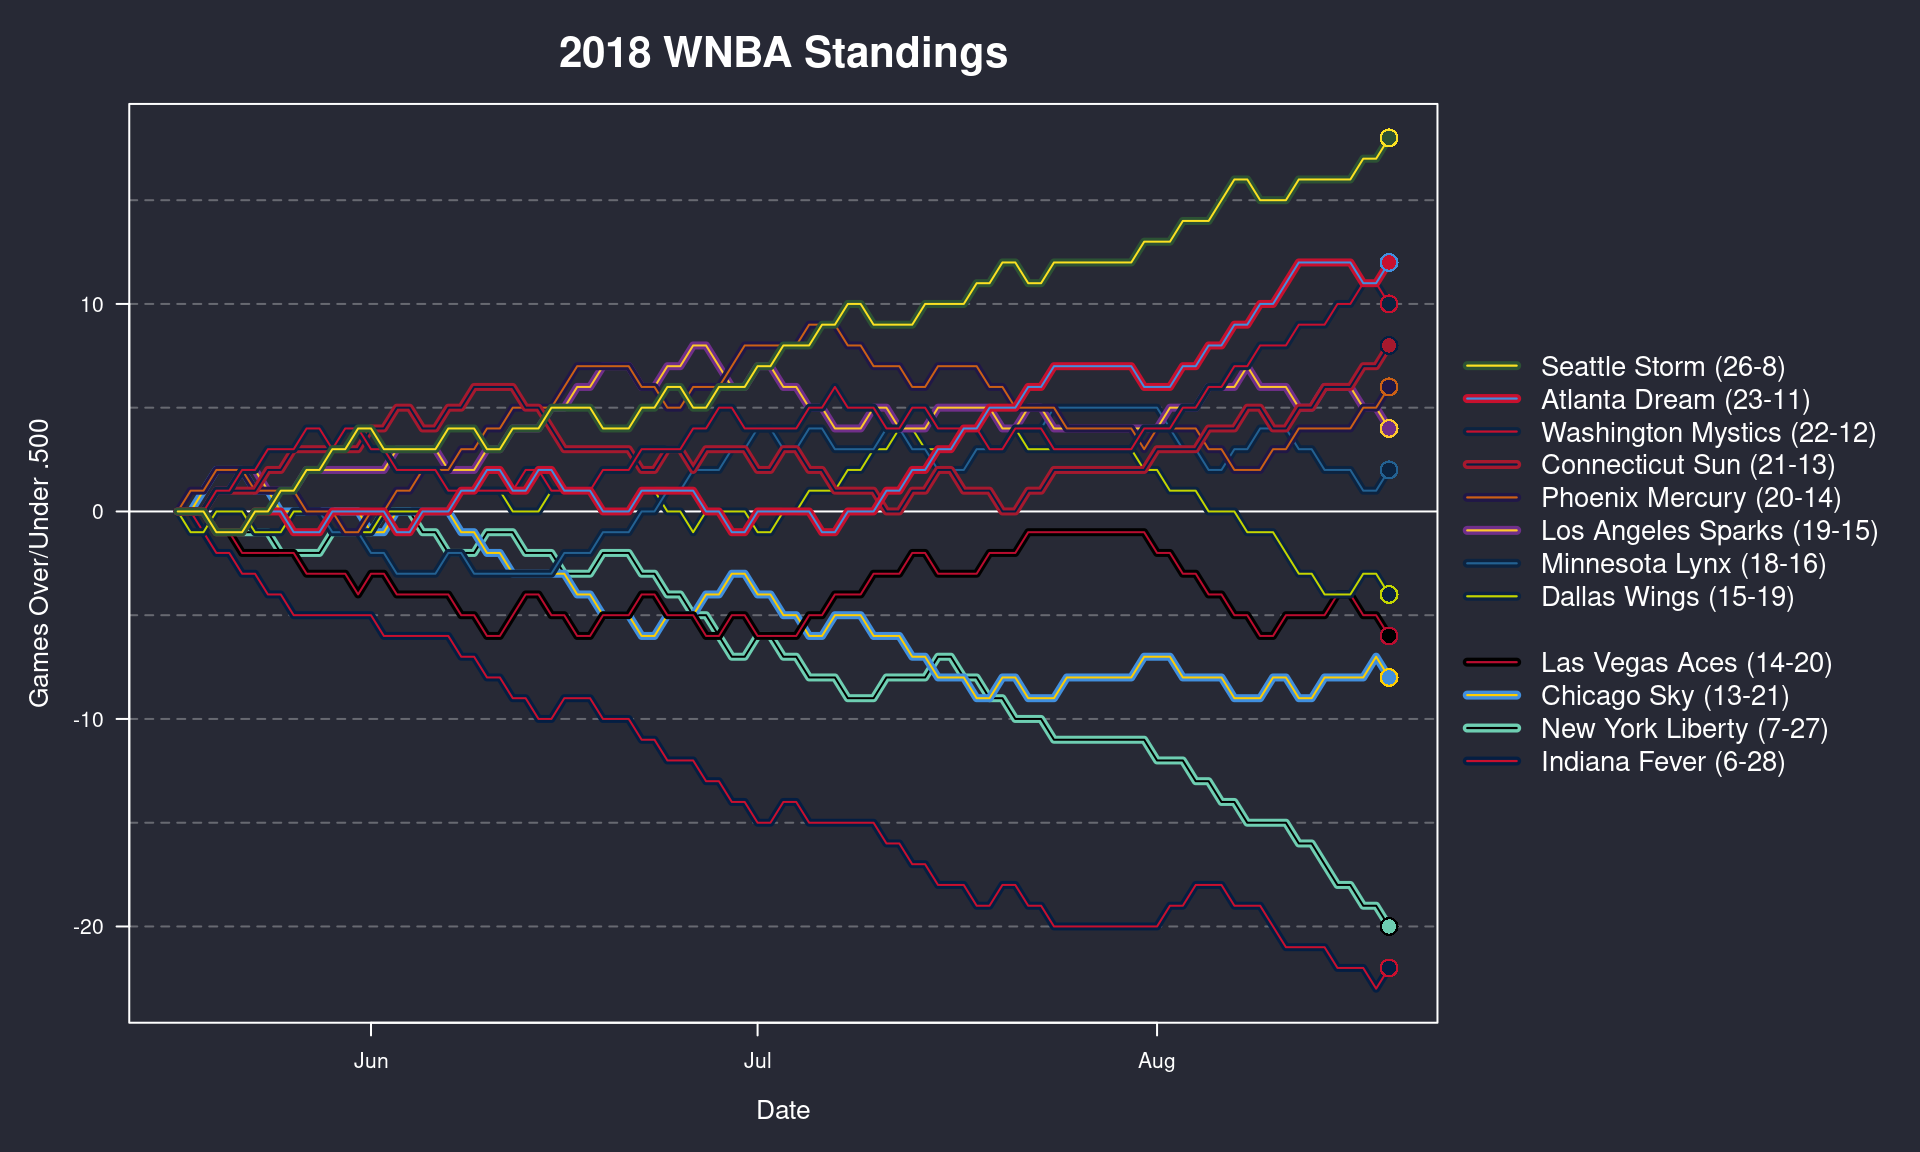 2018 WNBA Standings
Games Over/Under .500
10
0
-10
-20
Jun
Jul
Aug
Date
Seattle Storm (26-8)
Atlanta Dream (23-11)
Washington Mystics (22-12)
Connecticut Sun (21-13)
Phoenix Mercury (20-14)
Los Angeles Sparks (19-15)
Minnesota Lynx (18-16)
Dallas Wings (15-19)
Las Vegas Aces (14-20)
Chicago Sky (13-21)
New York Liberty (7-27)
Indiana Fever (6-28)